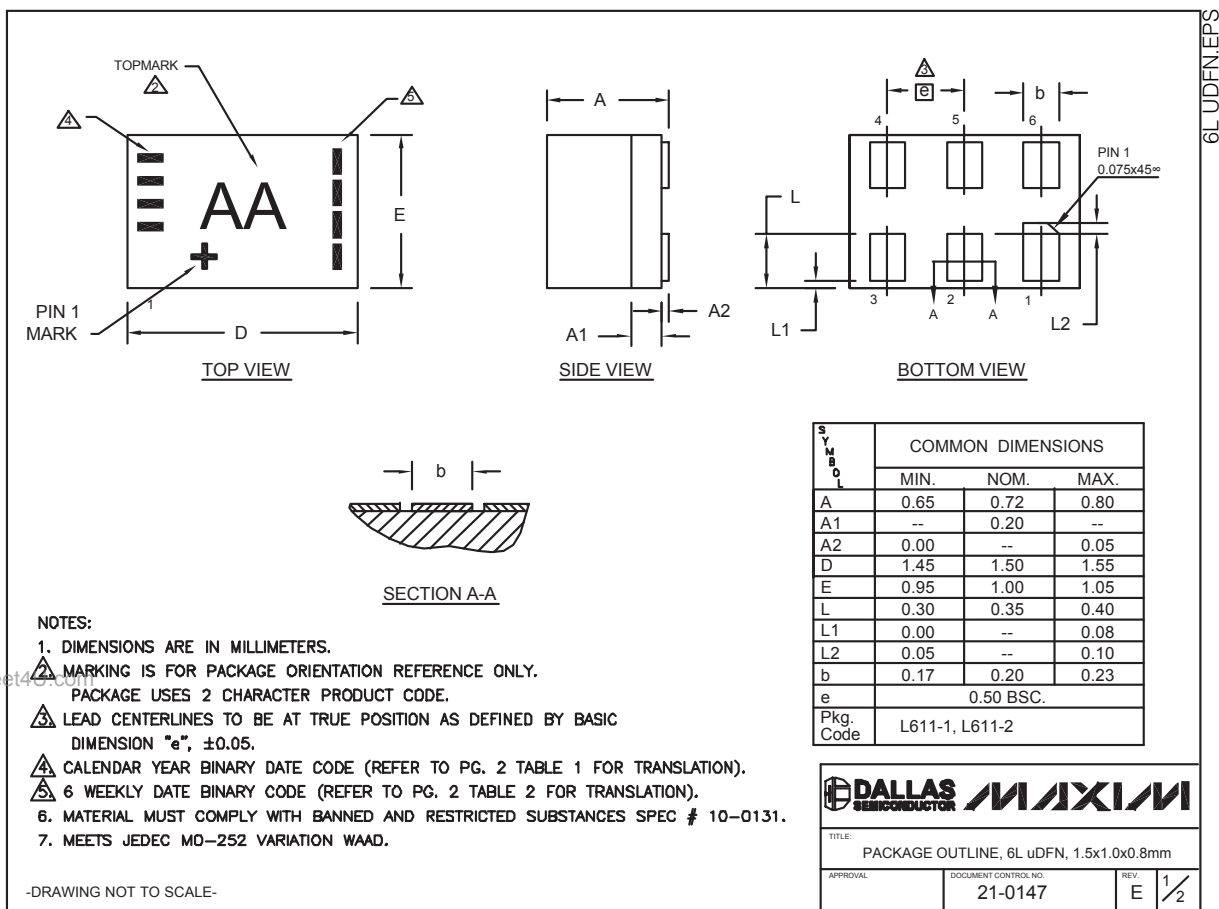 6L UDFN.EPS
TOPMARK
2
4
5
AA
E
PIN 1
MARK
1
D
TOP VIEW
A
A1
A2
SIDE VIEW
3
e
b
4
5
6
PIN 1
0.075x45∞
L
L1
L2
3
2
1
A
A
BOTTOM VIEW
b
SECTION A-A
SYMBOL COMMON DIMENSIONS
MIN. NOM. MAX.
A 0.65 0.72 0.80
A1 -- 0.20 --
A2 0.00 -- 0.05
D 1.45 1.50 1.55
E 0.95 1.00 1.05
L 0.30 0.35 0.40
L1 0.00 -- 0.08
L2 0.05 -- 0.10
b 0.17 0.20 0.23
e 0.50 BSC.
Pkg. Code L611-1, L611-2
NOTES:
1. DIMENSIONS ARE IN MILLIMETERS.
2. MARKING IS FOR PACKAGE ORIENTATION REFERENCE ONLY.
PACKAGE USES 2 CHARACTER PRODUCT CODE.
3. LEAD CENTERLINES TO BE AT TRUE POSITION AS DEFINED BY BASIC
DIMENSION "e", ±0.05.
4. CALENDAR YEAR BINARY DATE CODE (REFER TO PG. 2 TABLE 1 FOR TRANSLATION).
5. 6 WEEKLY DATE BINARY CODE (REFER TO PG. 2 TABLE 2 FOR TRANSLATION).
6. MATERIAL MUST COMPLY WITH BANNED AND RESTRICTED SUBSTANCES SPEC # 10-0131.
7. MEETS JEDEC MO-252 VARIATION WAAD.
et4U.com
-DRAWING NOT TO SCALE-
DALLAS SEMICONDUCTOR MAXIM
TITLE:
PACKAGE OUTLINE, 6L uDFN, 1.5x1.0x0.8mm
APPROVAL
DOCUMENT CONTROL NO.
21-0147
REV.
E
1/2